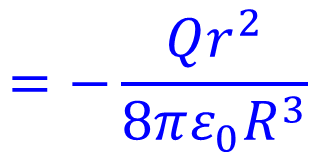 = − Qr² / 8πε₀R³